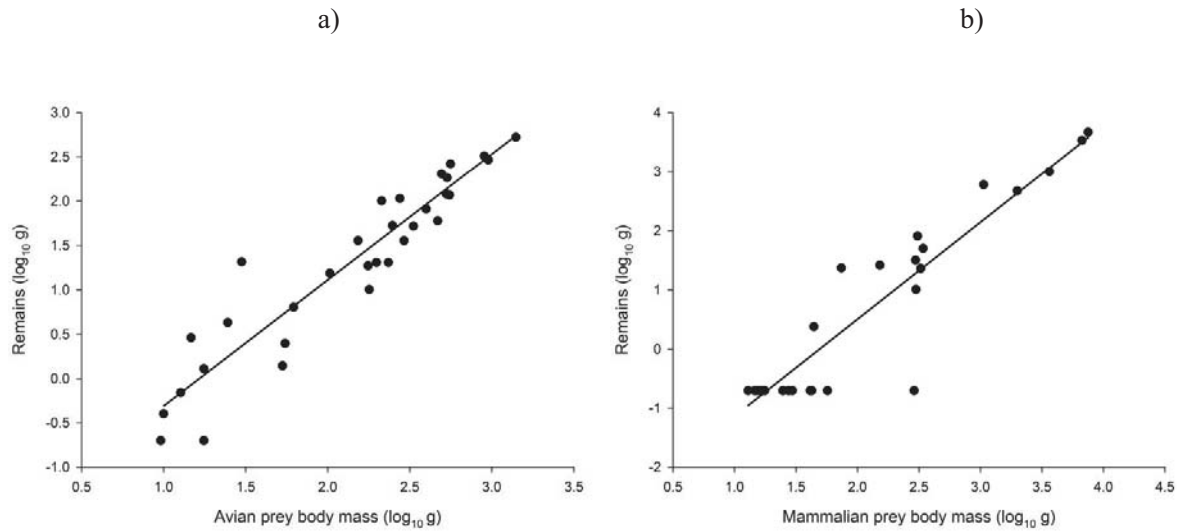 a)
b)
3.0
2.5
2.0
1.5
1.0
0.5
0.0
-0.5
-1.0
Remains (log10 g)
0.5 1.0 1.5 2.0 2.5 3.0 3.5
Avian prey body mass (log10 g)
4
3
2
1
0
-1
-2
Remains (log10 g)
0.5 1.0 1.5 2.0 2.5 3.0 3.5 4.0 4.5
Mammalian prey body mass (log10 g)